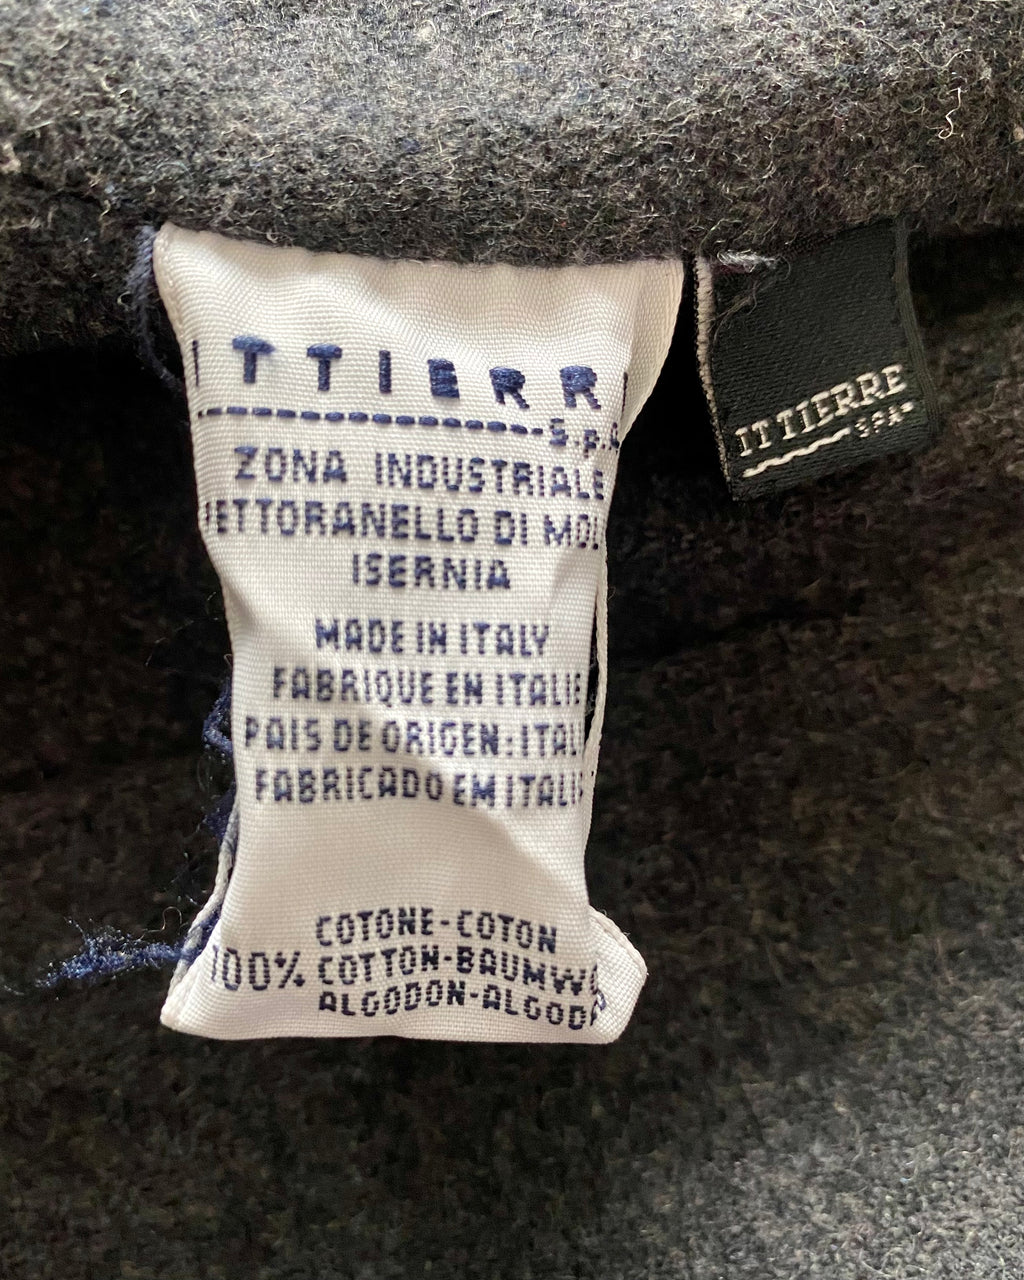 ITTIERR
S.p.A
ZONA INDUSTRIALE
ETTORANELLO DI MOL
ISERNIA
MADE IN ITALY
FABRIQUE EN ITALIE
PAIS DE ORIGEN: ITAL
FABRICADO EM ITALI
COTONE-COTON
100% COTTON-BAUMWO
ALGODON-ALGOD
ITTIERRE
SPA